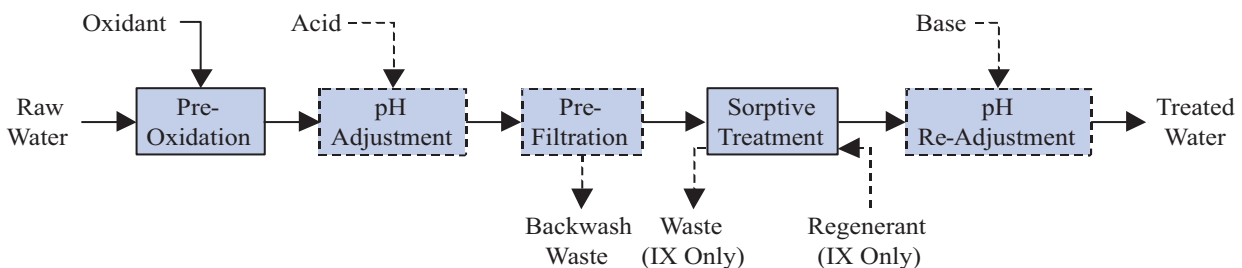 Oxidant
Acid
Base
Raw
Water
Pre-
Oxidation
pH
Adjustment
Pre-
Filtration
Sorptive
Treatment
pH
Re-Adjustment
Treated
Water
Backwash
Waste
Waste
(IX Only)
Regenerant
(IX Only)